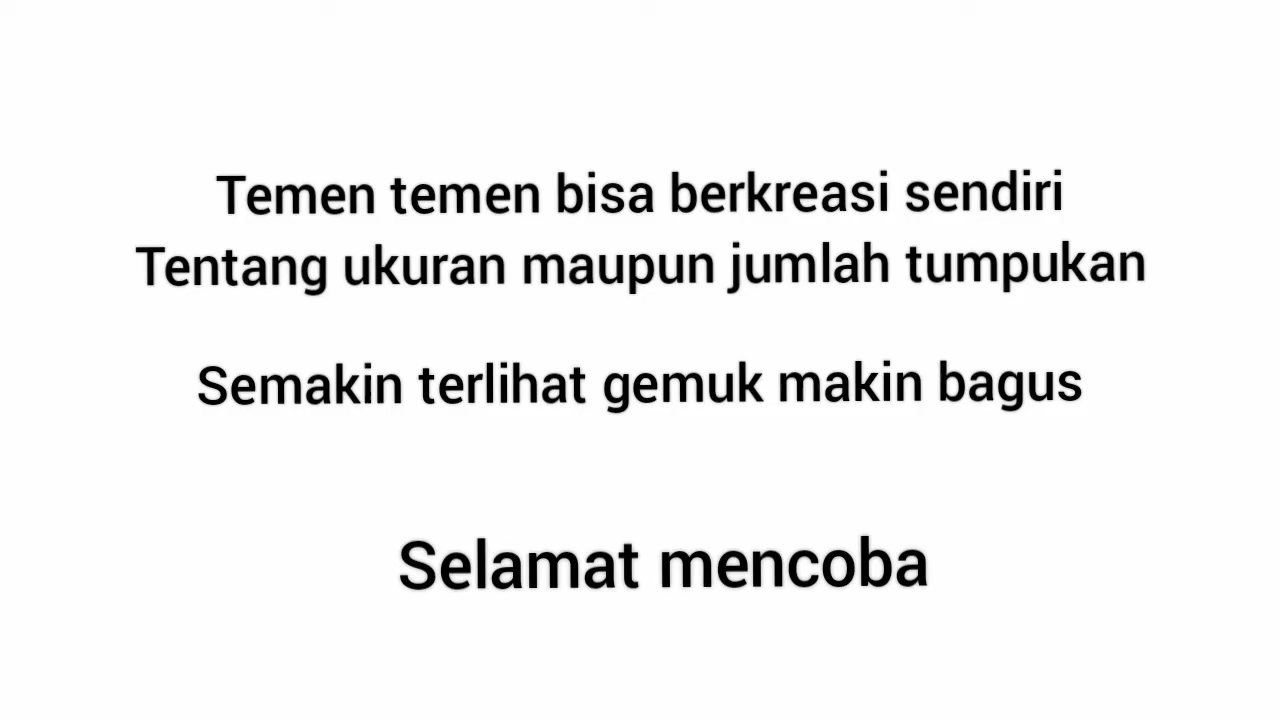 Temen temen bisa berkreasi sendiri
Tentang ukuran maupun jumlah tumpukan
Semakin terlihat gemuk makin bagus
Selamat mencoba